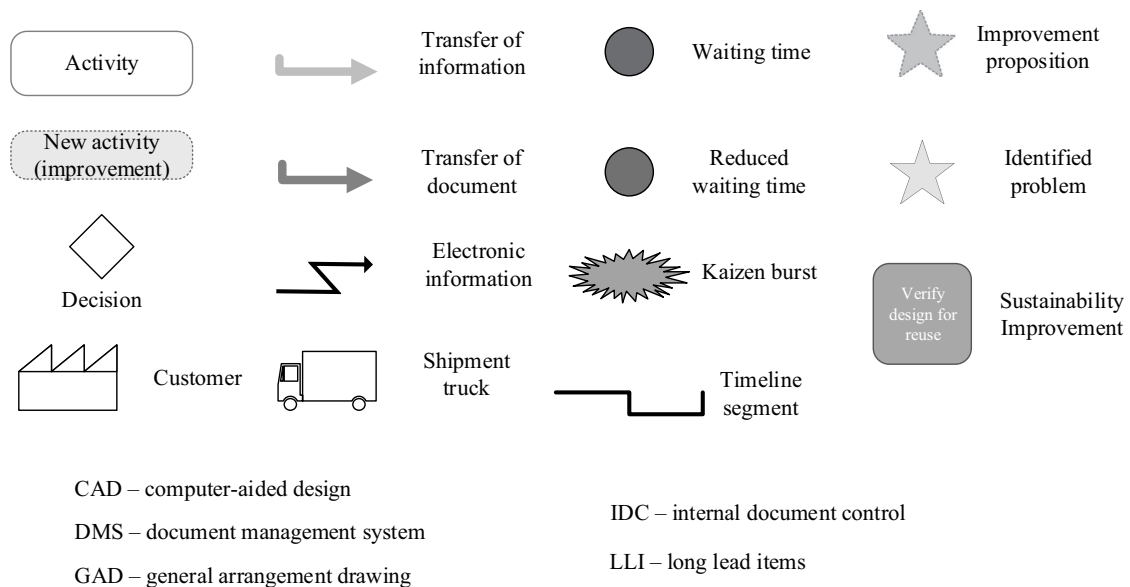 Activity
Transfer of
information
Waiting time
Improvement
proposition
New activity
(improvement)
Transfer of
document
Reduced
waiting time
Identified
problem
Decision
Electronic
information
Kaizen burst
Verify
design for
reuse
Sustainability
Improvement
Customer
Shipment
truck
Timeline
segment
CAD – computer-aided design
DMS – document management system
GAD – general arrangement drawing
IDC – internal document control
LLI – long lead items